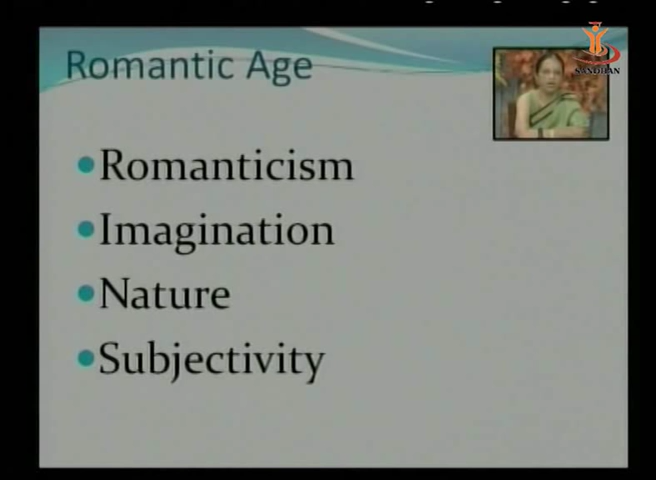 Romantic Age
SANDHAN
Romanticism
Imagination
Nature
Subjectivity